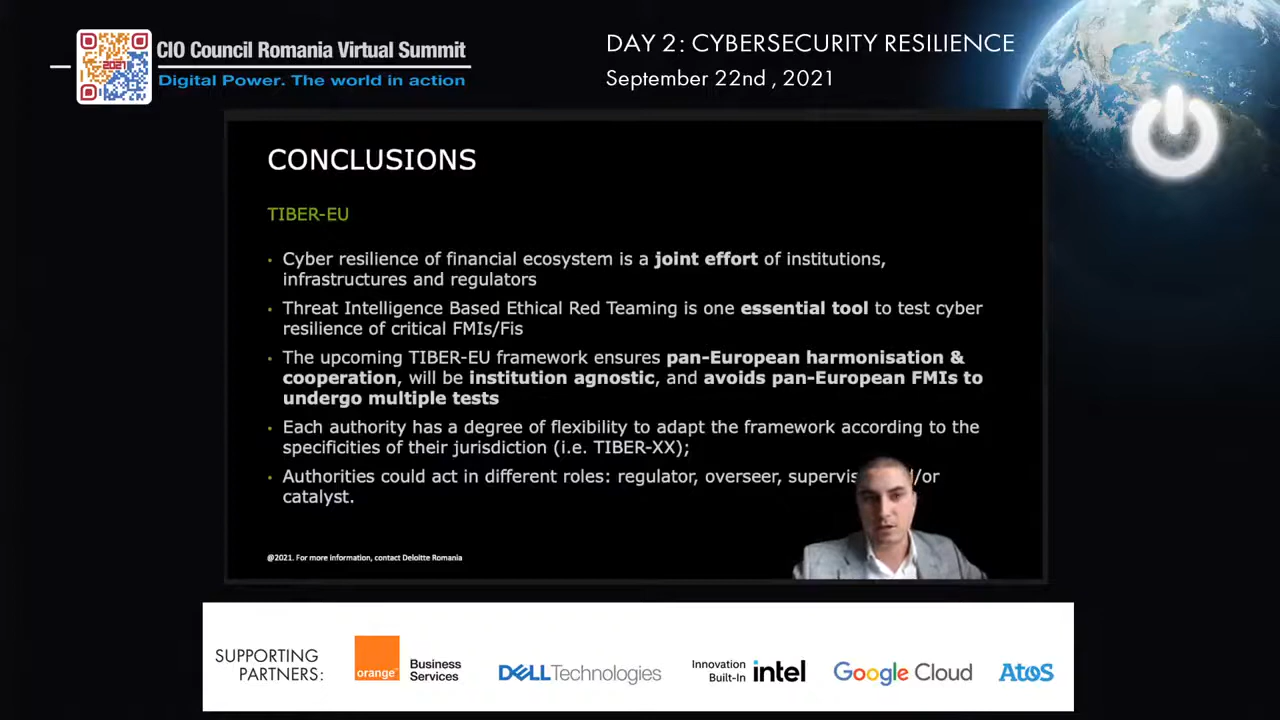 2021
CIO Council Romania Virtual Summit
Digital Power. The world in action
DAY 2: CYBERSECURITY RESILIENCE
September 22nd , 2021
CONCLUSIONS
TIBER-EU
• Cyber resilience of financial ecosystem is a joint effort of institutions,
infrastructures and regulators
• Threat Intelligence Based Ethical Red Teaming is one essential tool to test cyber
resilience of critical FMIs/Fis
• The upcoming TIBER-EU framework ensures pan-European harmonisation &
cooperation, will be institution agnostic, and avoids pan-European FMIs to
undergo multiple tests
• Each authority has a degree of flexibility to adapt the framework according to the
specificities of their jurisdiction (i.e. TIBER-XX);
• Authorities could act in different roles: regulator, overseer, /or
catalyst.
@2021. For more information, contact Deloitte Romania
SUPPORTING
PARTNERS:
orange™
Business
Services
DELL Technologies
Innovation
Built-In
intel
Google Cloud
Atos